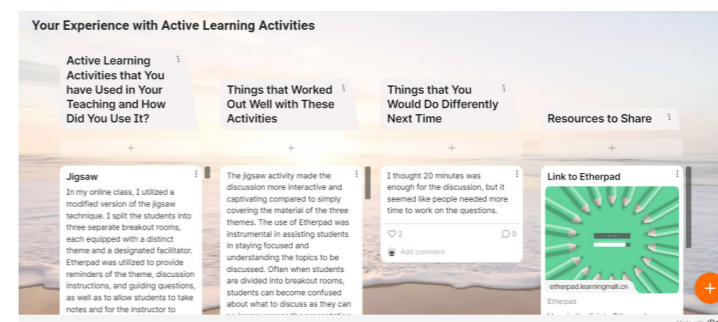 Your Experience with Active Learning Activities
Active Learning
Activities that You
have Used in Your
Teaching and How
Did You Use It?
Things that Worked
Out Well with These
Activities
Things that You
Would Do Differently
Next Time
Resources to Share
Jigsaw
In my online class, I utilized a
modified version of the jigsaw
technique. I split the students into
three separate breakout rooms,
each equipped with a distinct
theme and a designated facilitator.
Etherpad was utilized to provide
reminders of the theme, discussion
instructions, and guiding questions,
as well as to allow students to take
notes and for the instructor to
The jigsaw activity made the
discussion more interactive and
captivating compared to simply
covering the material of the three
themes. The use of Etherpad was
instrumental in assisting students
in staying focused and
understanding the topics to be
discussed. Often when students
are divided into breakout rooms,
students can become confused
about what to discuss as they can
I thought 20 minutes was
enough for the discussion, but it
seemed like people needed more
time to work on the questions.
2
0
Add comment
Link to Etherpad
etherpad.learningmall.cn
Etherpad